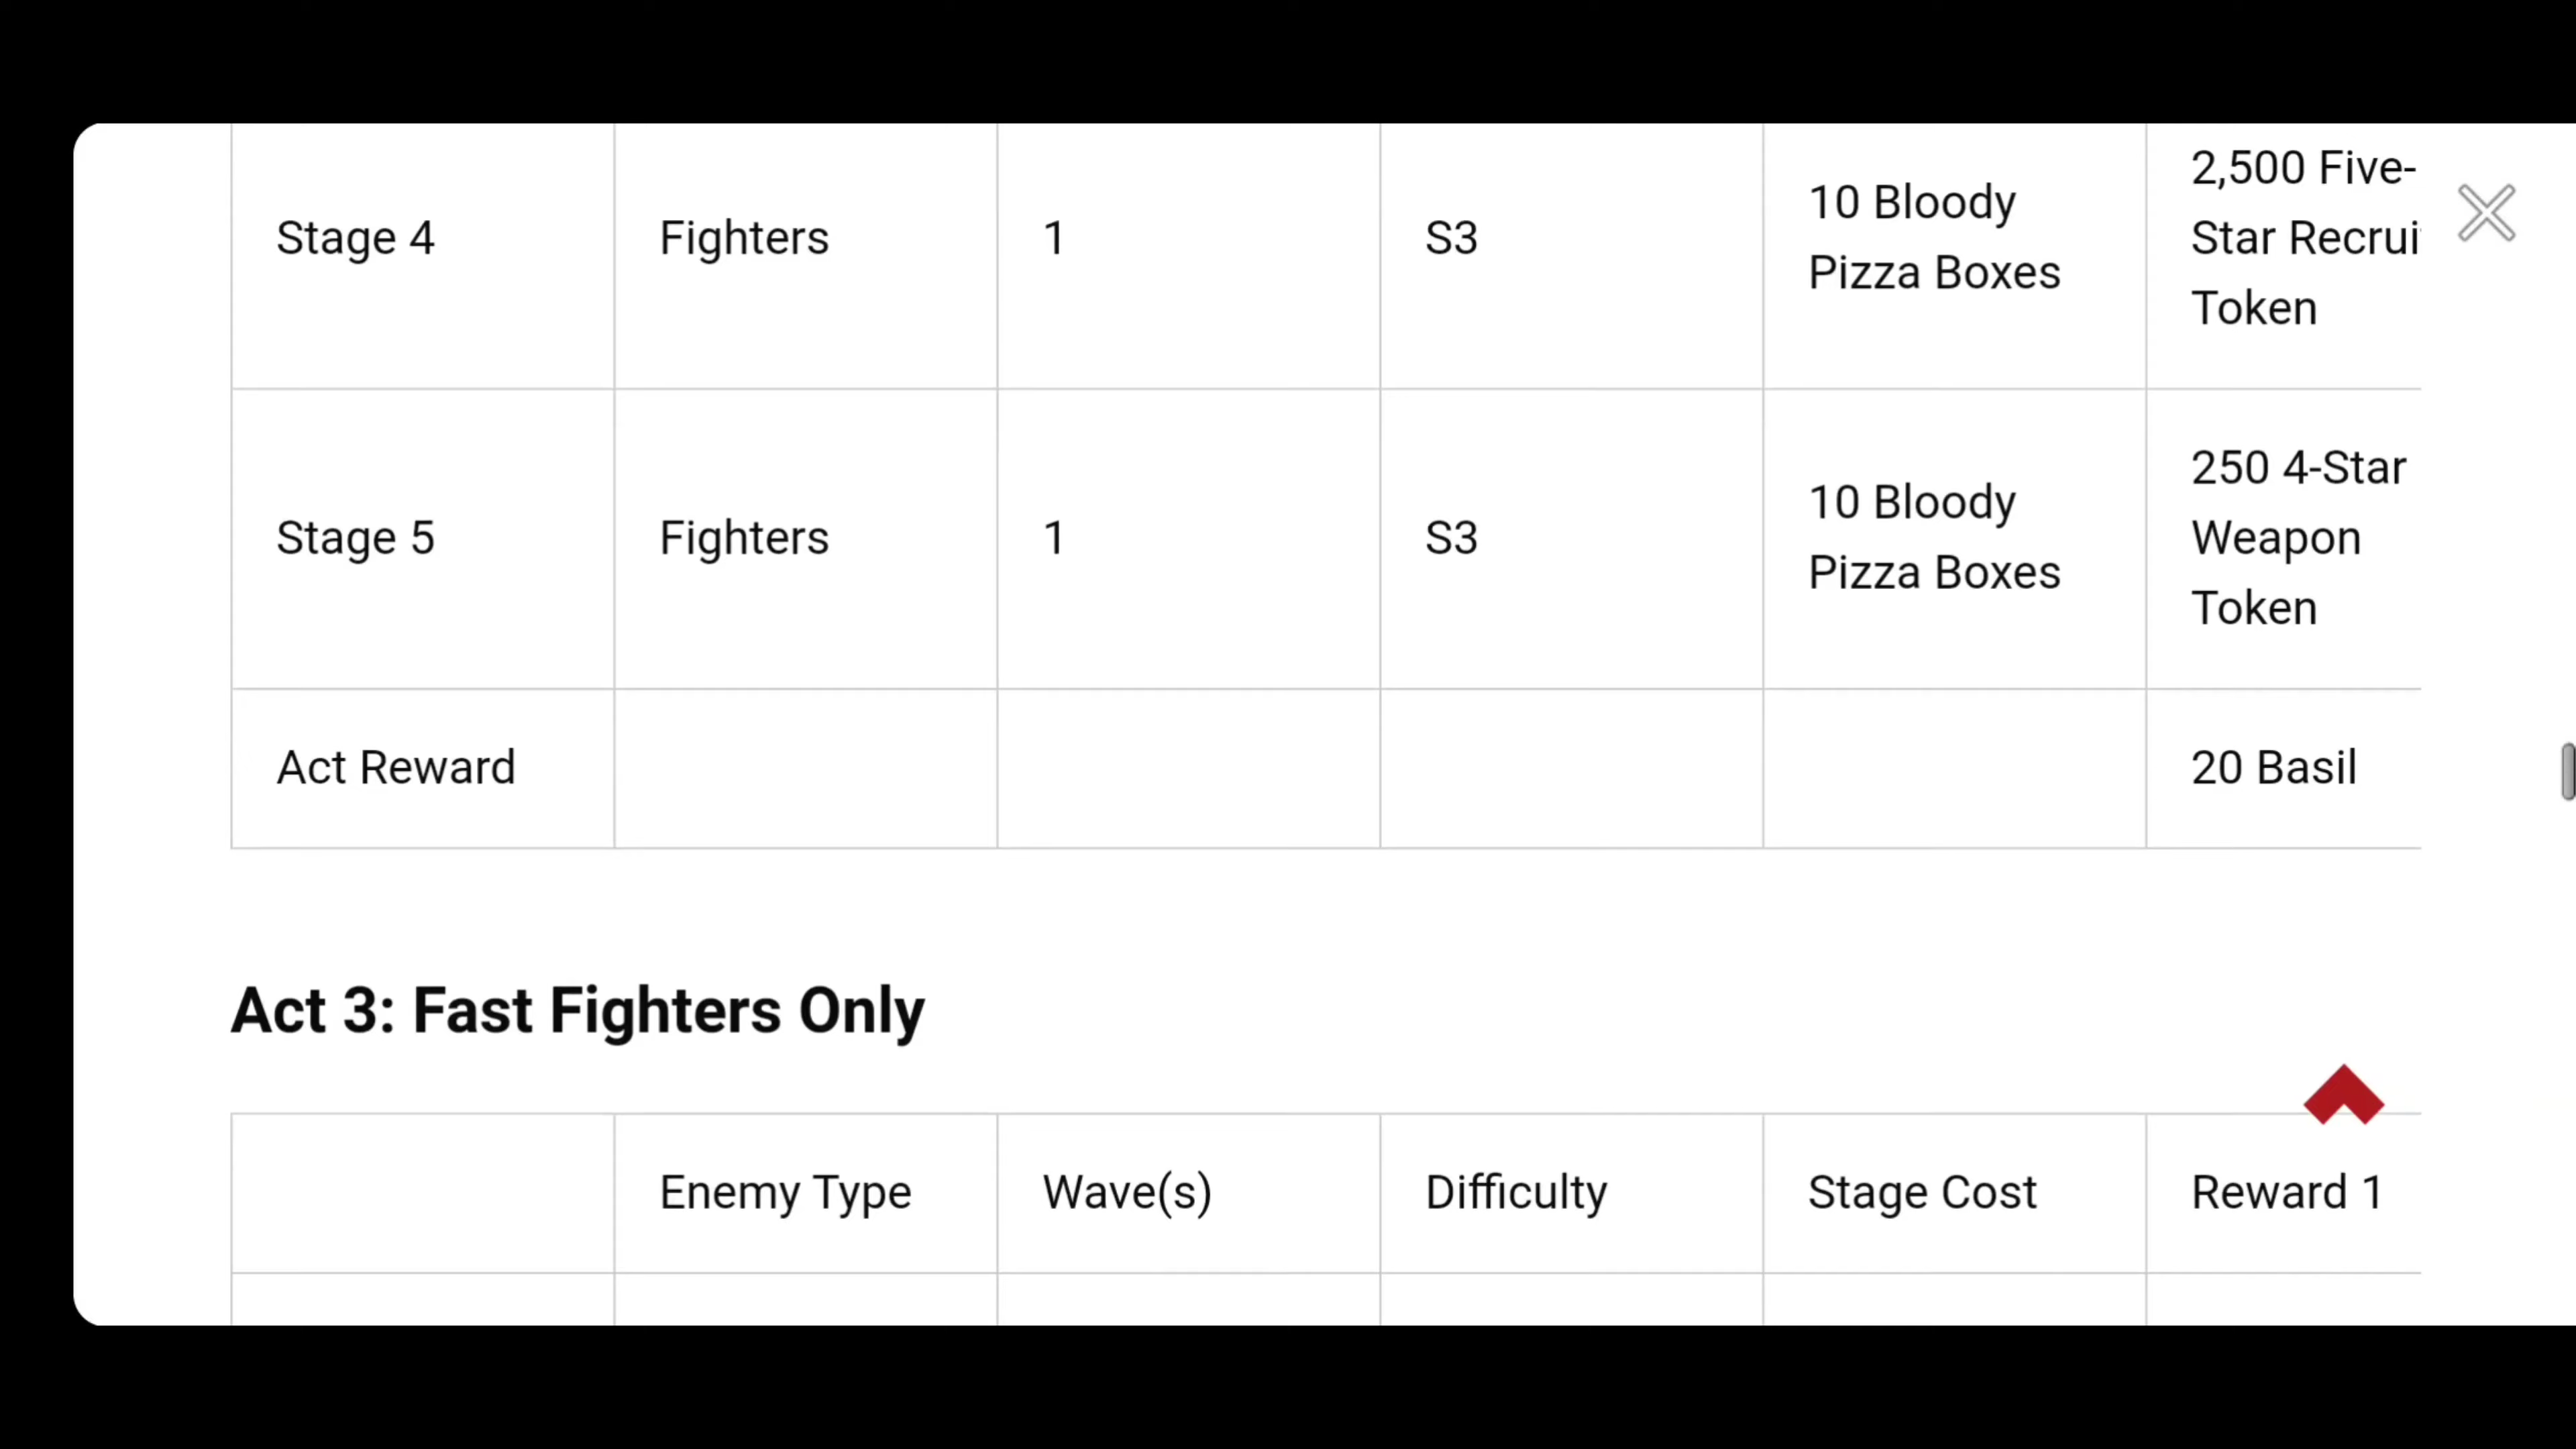 Stage 4
Fighters
1
S3
10 Bloody
Pizza Boxes
2,500 Five-
Star
Token
Stage 5
Fighters
1
S3
10 Bloody
Pizza Boxes
250 4-Star
Weapon
Token
Act Reward
20 Basil
Act 3: Fast Fighters Only
Enemy Type
Wave(s)
Difficulty
Stage Cost
Reward 1